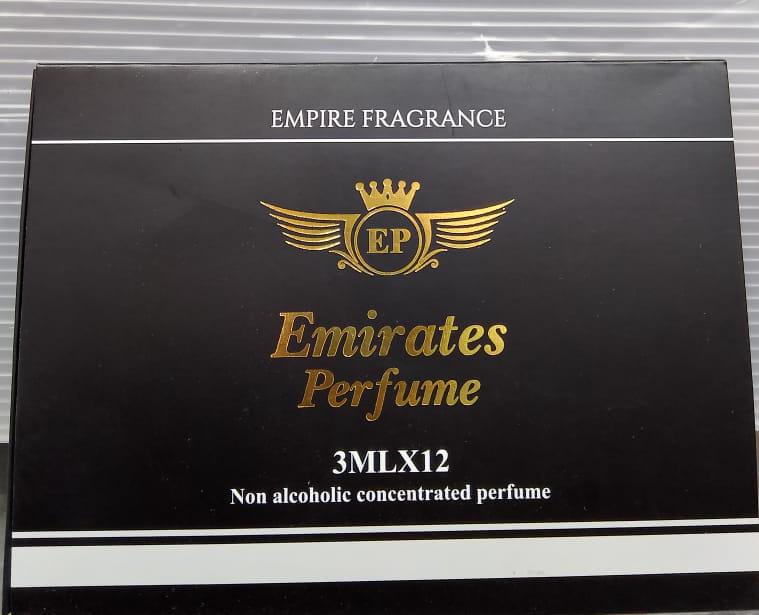 EMPIRE FRAGRANCE
EP
Emirates
Perfume
3MLX12
Non alcoholic concentrated perfume